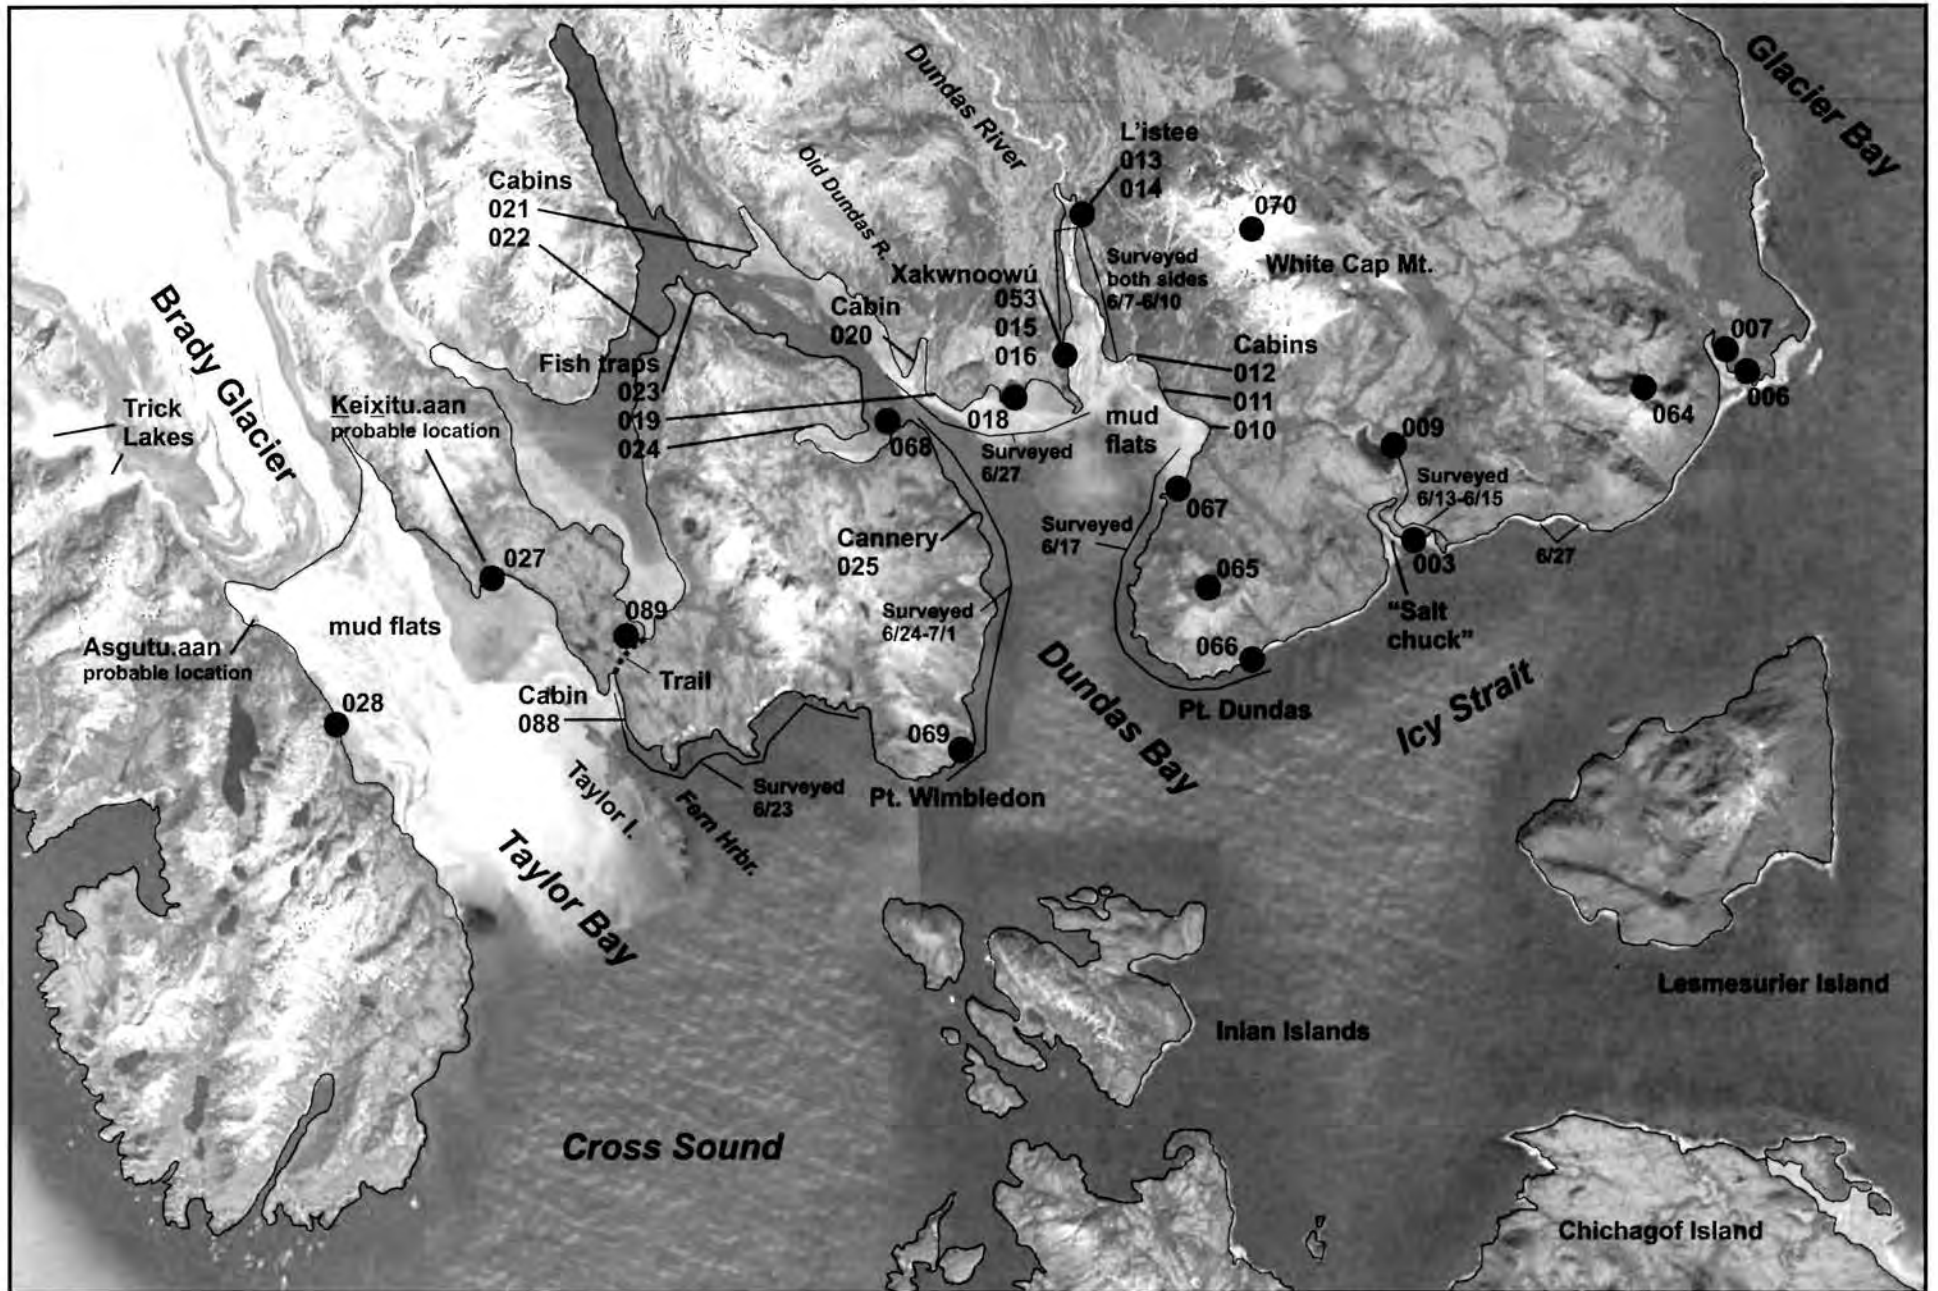 Glacier Bay
Dundas River
Old Dundas R.
L'istee
013
014
Cabins
021
022
070
White Cap Mt.
Surveyed
both sides
6/7-6/10
Xakwnoowú
053
015
016
Cabin
020
Brady Glacier
Fish traps
023
019
024
Cabins
012
011
010
007
006
064
Trick
Lakes
Keixitu.aan
probable location
018
068
mud
flats
009
Surveyed
6/27
Surveyed
6/13-6/15
067
Surveyed
6/17
Cannery
025
003
6/27
027
065
089
Surveyed
6/24-7/1
"Salt
chuck"
mud flats
Asgutu.aan
probable location
066
Trail
Cabin
088
028
Dundas Bay
Pt. Dundas
Icy Strait
069
Surveyed
6/23
Pt. Wimbledon
Taylor I.
Fern Hrbr.
Taylor Bay
Lesmesurier Island
Inian Islands
Cross Sound
Chichagof Island